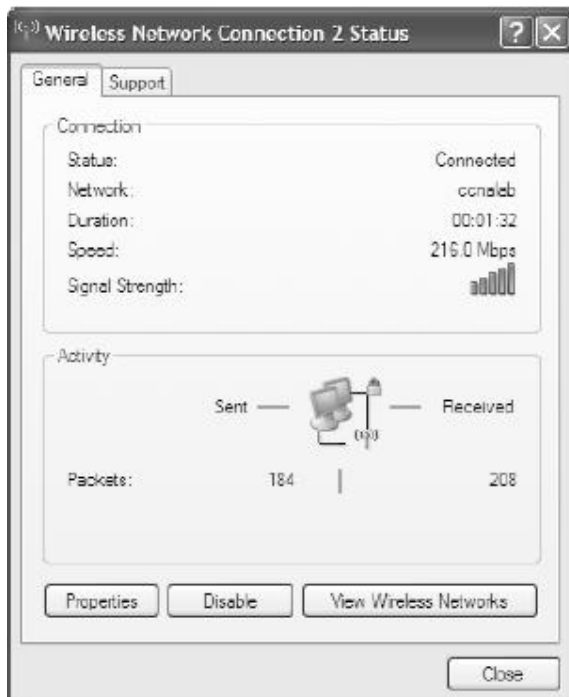 Wireless Network Connection 2 Status
General Support
Connection
Status: Connected
Network: ccnalab
Duration: 00:01:32
Speed: 216.0 Mbps
Signal Strength:
Activity
Sent Received
Packets: 184 208
Properties Disable View Wireless Networks
Close